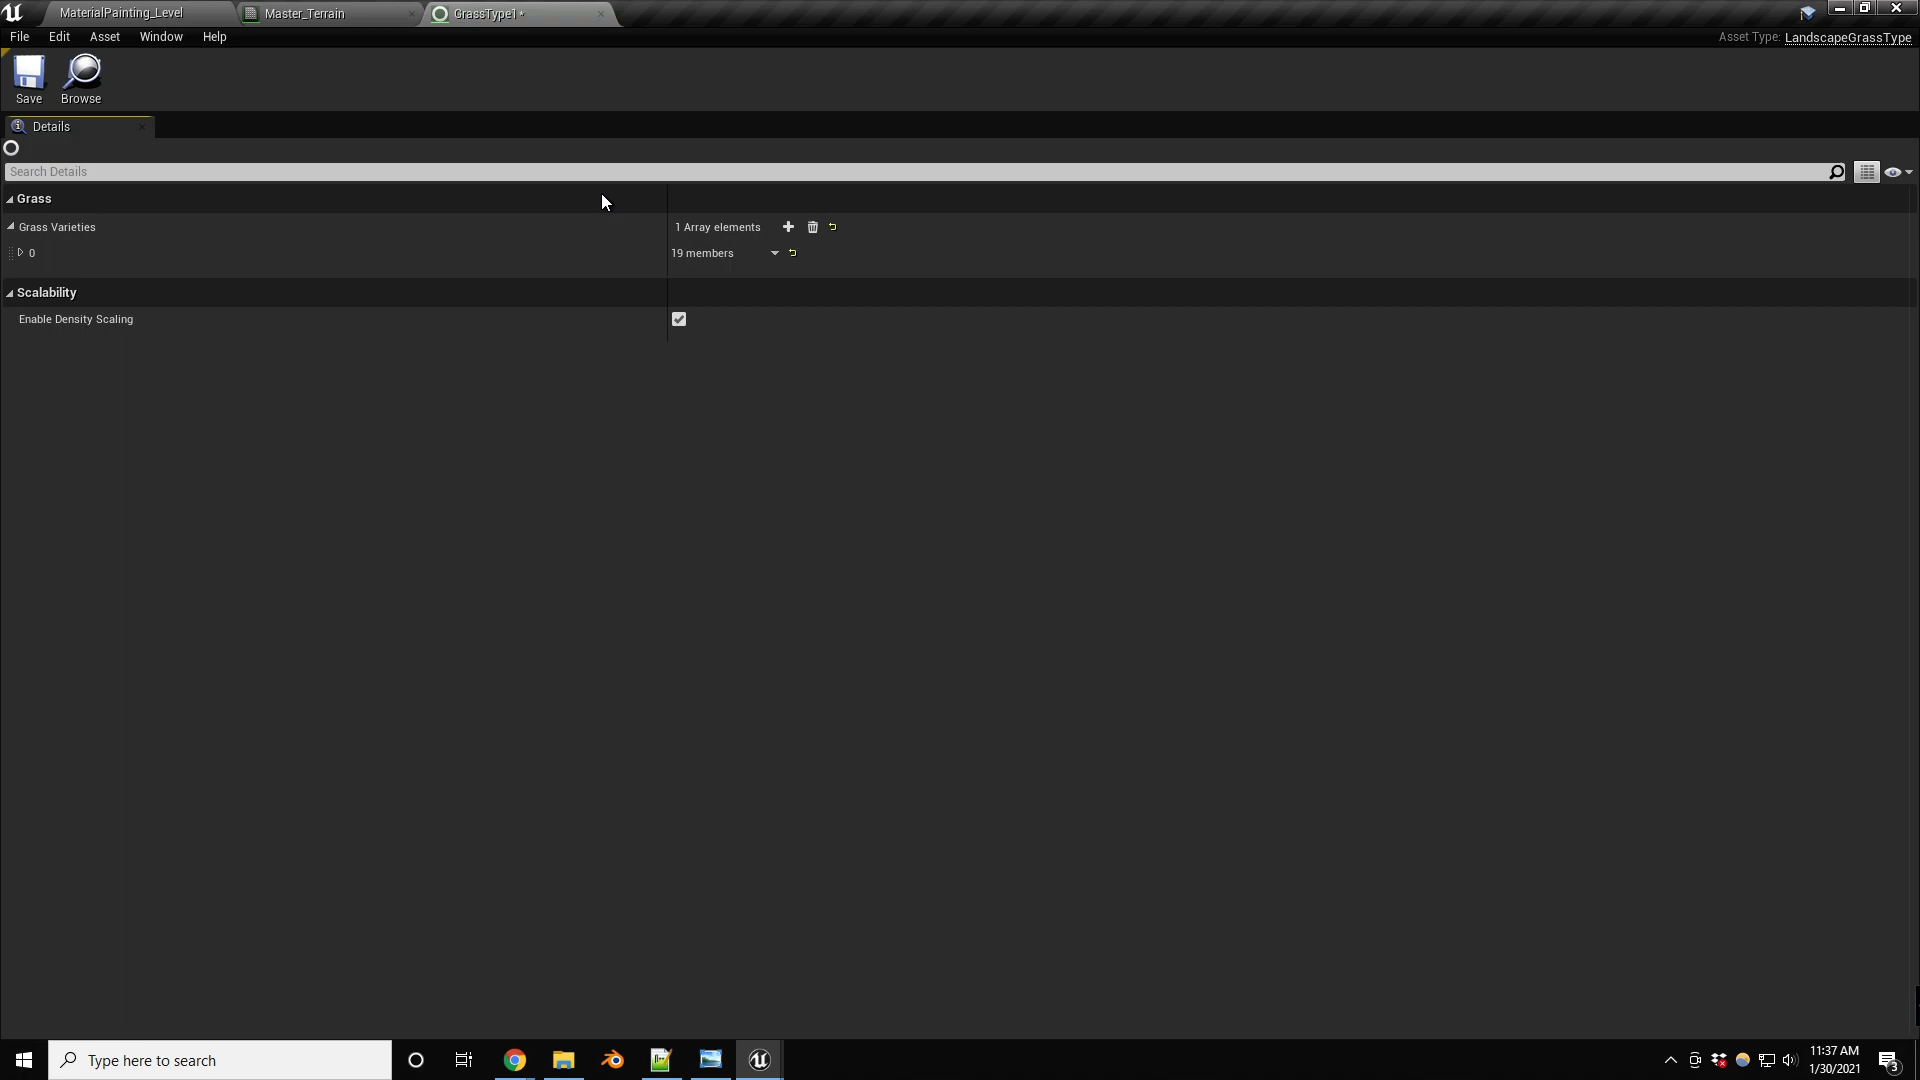 MaterialPainting_Level
Master_Terrain
GrassType1*
File Edit Asset Window Help
Asset Type: LandscapeGrassType
Save Browse
Details
Search Details
Grass
Grass Varieties 1 Array elements
0 19 members
Scalability
Enable Density Scaling
Type here to search
11:37 AM
1/30/2021
3